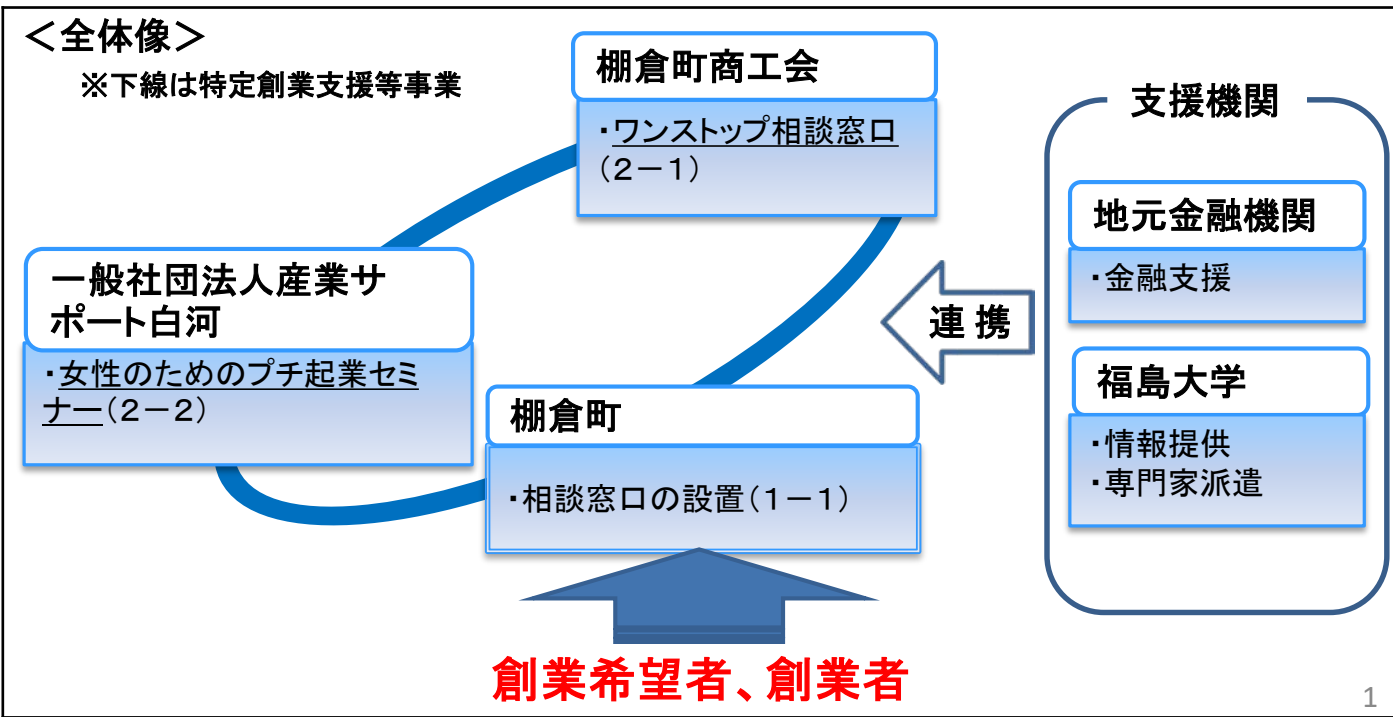 ＜全体像＞
※下線は特定創業支援等事業
棚倉町商工会
・ワンストップ相談窓口
（２－１）
一般社団法人産業サ
ポート白河
・女性のためのプチ起業セミ
ナー（２－２）
棚倉町
・相談窓口の設置（１－１）
連 携
支援機関
地元金融機関
・金融支援
福島大学
・情報提供
・専門家派遣
創業希望者、創業者
1